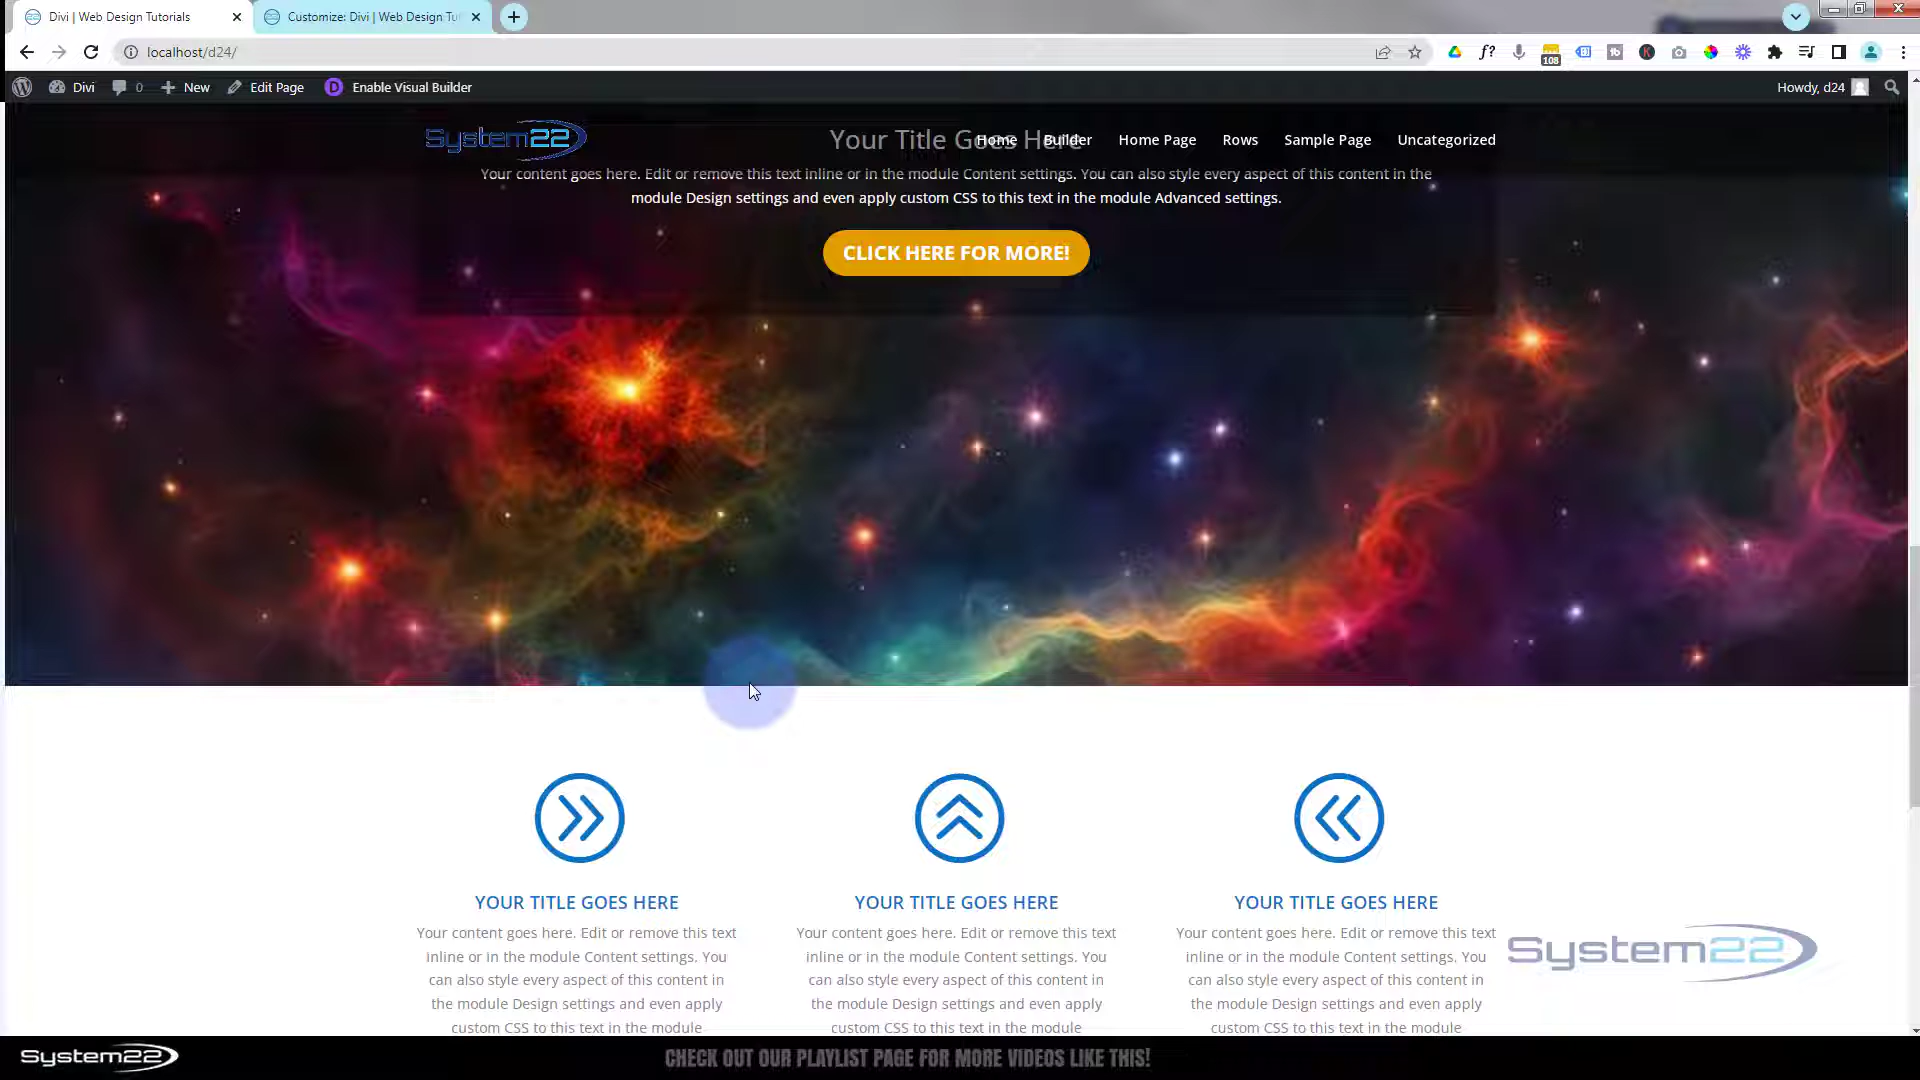 Divi | Web Design Tutorials
Customize: Divi | Web Design Tut
localhost/d24/
f?
108
Divi
0
New
Edit Page
D
Enable Visual Builder
Howdy, d24
System22
Home
Builder
Home Page
Rows
Sample Page
Uncategorized
Your Title Goes Here
Your content goes here. Edit or remove this text inline or in the module Content settings. You can also style every aspect of this content in the
module Design settings and even apply custom CSS to this text in the module Advanced settings.
CLICK HERE FOR MORE!
YOUR TITLE GOES HERE
Your content goes here. Edit or remove this text
inline or in the module Content settings. You
can also style every aspect of this content in
the module Design settings and even apply
custom CSS to this text in the module
YOUR TITLE GOES HERE
Your content goes here. Edit or remove this text
inline or in the module Content settings. You
can also style every aspect of this content in
the module Design settings and even apply
custom CSS to this text in the module
YOUR TITLE GOES HERE
Your content goes here. Edit or remove this text
inline or in the module Content settings. You
can also style every aspect of this content in
the module Design settings and even apply
custom CSS to this text in the module
System22
System22
CHECK OUT OUR PLAYLIST PAGE FOR MORE VIDEOS LIKE THIS!